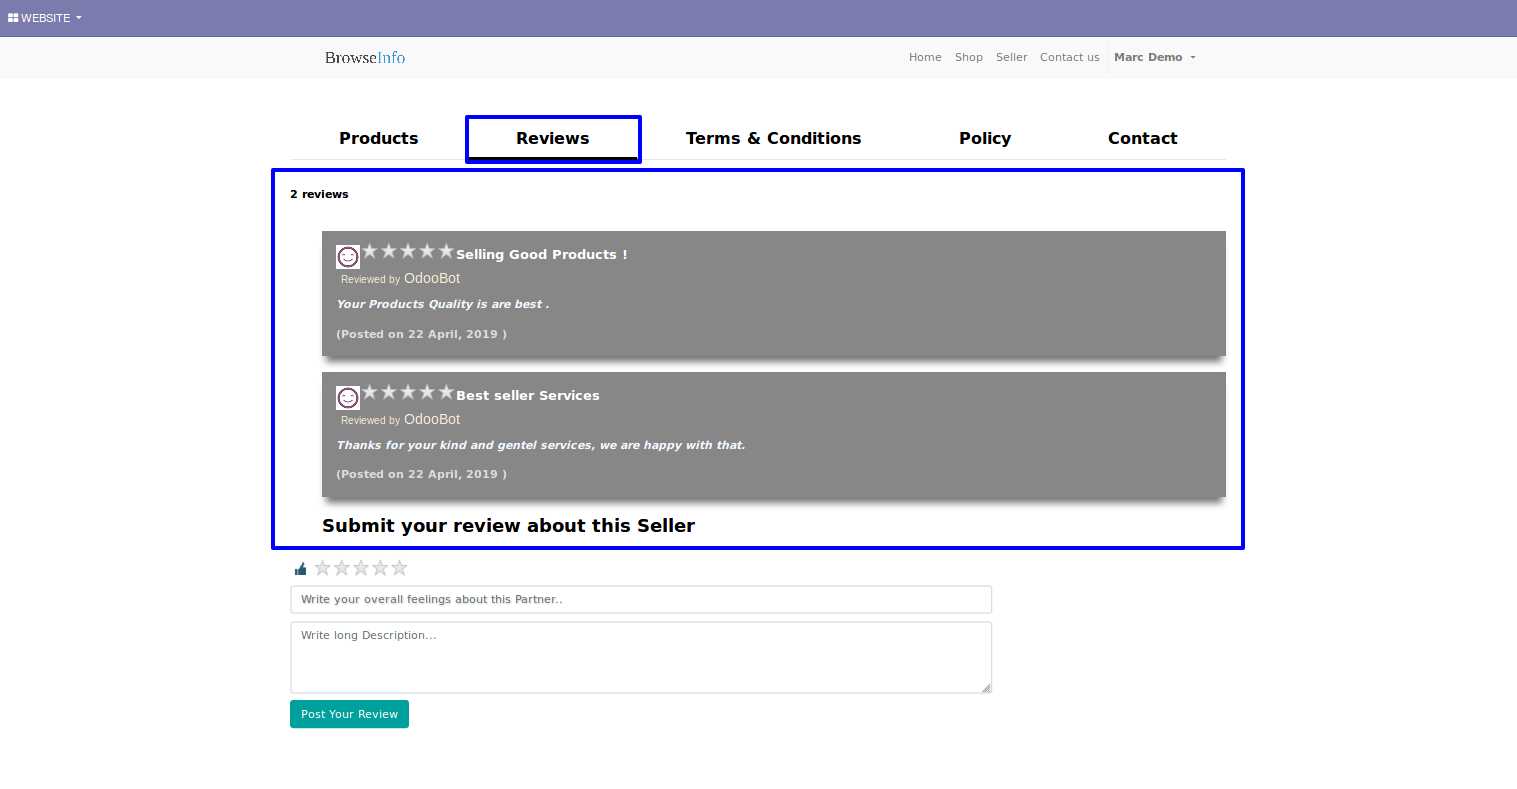 WEBSITE
BrowseInfo
Home Shop Seller Contact us Marc Demo
Products Reviews Terms & Conditions Policy Contact
2 reviews
Selling Good Products !
Reviewed by OdooBot
Your Products Quality is are best .
(Posted on 22 April, 2019 )
Best seller Services
Reviewed by OdooBot
Thanks for your kind and gentel services, we are happy with that.
(Posted on 22 April, 2019 )
Submit your review about this Seller
Write your overall feelings about this Partner..
Write long Description...
Post Your Review